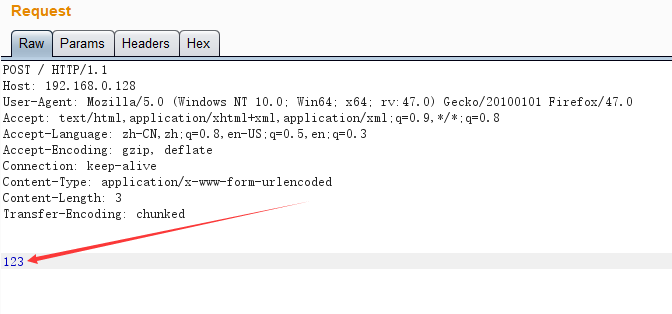 Request
Raw Params Headers Hex
POST / HTTP/1.1
Host: 192.168.0.128
User-Agent: Mozilla/5.0 (Windows NT 10.0; Win64; x64; rv:47.0) Gecko/20100101 Firefox/47.0
Accept: text/html,application/xhtml+xml,application/xml;q=0.9,*/*;q=0.8
Accept-Language: zh-CN,zh;q=0.8,en-US;q=0.5,en;q=0.3
Accept-Encoding: gzip, deflate
Connection: keep-alive
Content-Type: application/x-www-form-urlencoded
Content-Length: 3
Transfer-Encoding: chunked
123